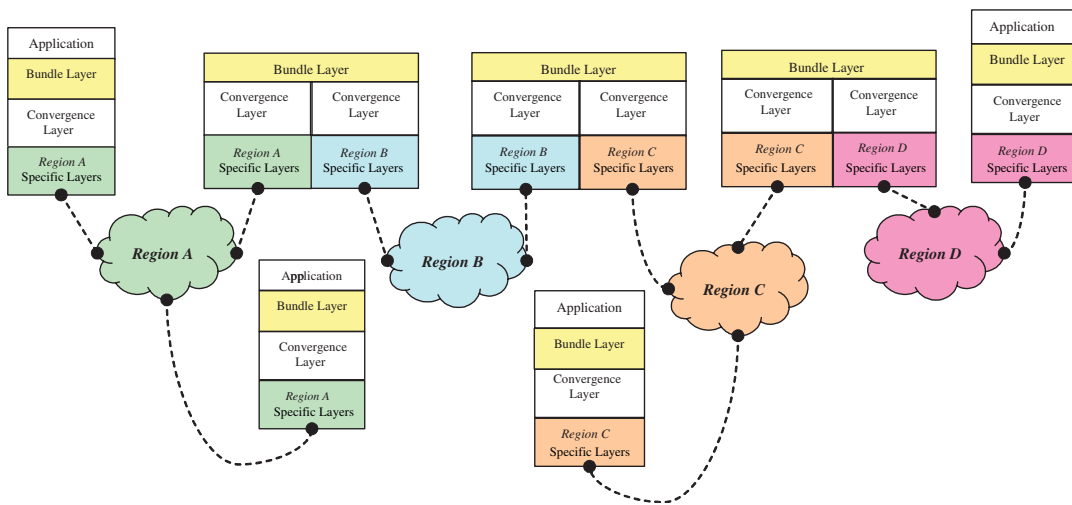 Application
Bundle Layer
Convergence
Layer
Region A
Specific Layers
Bundle Layer
Convergence
Layer
Convergence
Layer
Region A
Specific Layers
Region B
Specific Layers
Bundle Layer
Convergence
Layer
Convergence
Layer
Region B
Specific Layers
Region C
Specific Layers
Bundle Layer
Convergence
Layer
Convergence
Layer
Region C
Specific Layers
Region D
Specific Layers
Application
Bundle Layer
Convergence
Layer
Region D
Specific Layers
Region A
Region B
Region C
Region D
Application
Bundle Layer
Convergence
Layer
Region A
Specific Layers
Application
Bundle Layer
Convergence
Layer
Region C
Specific Layers